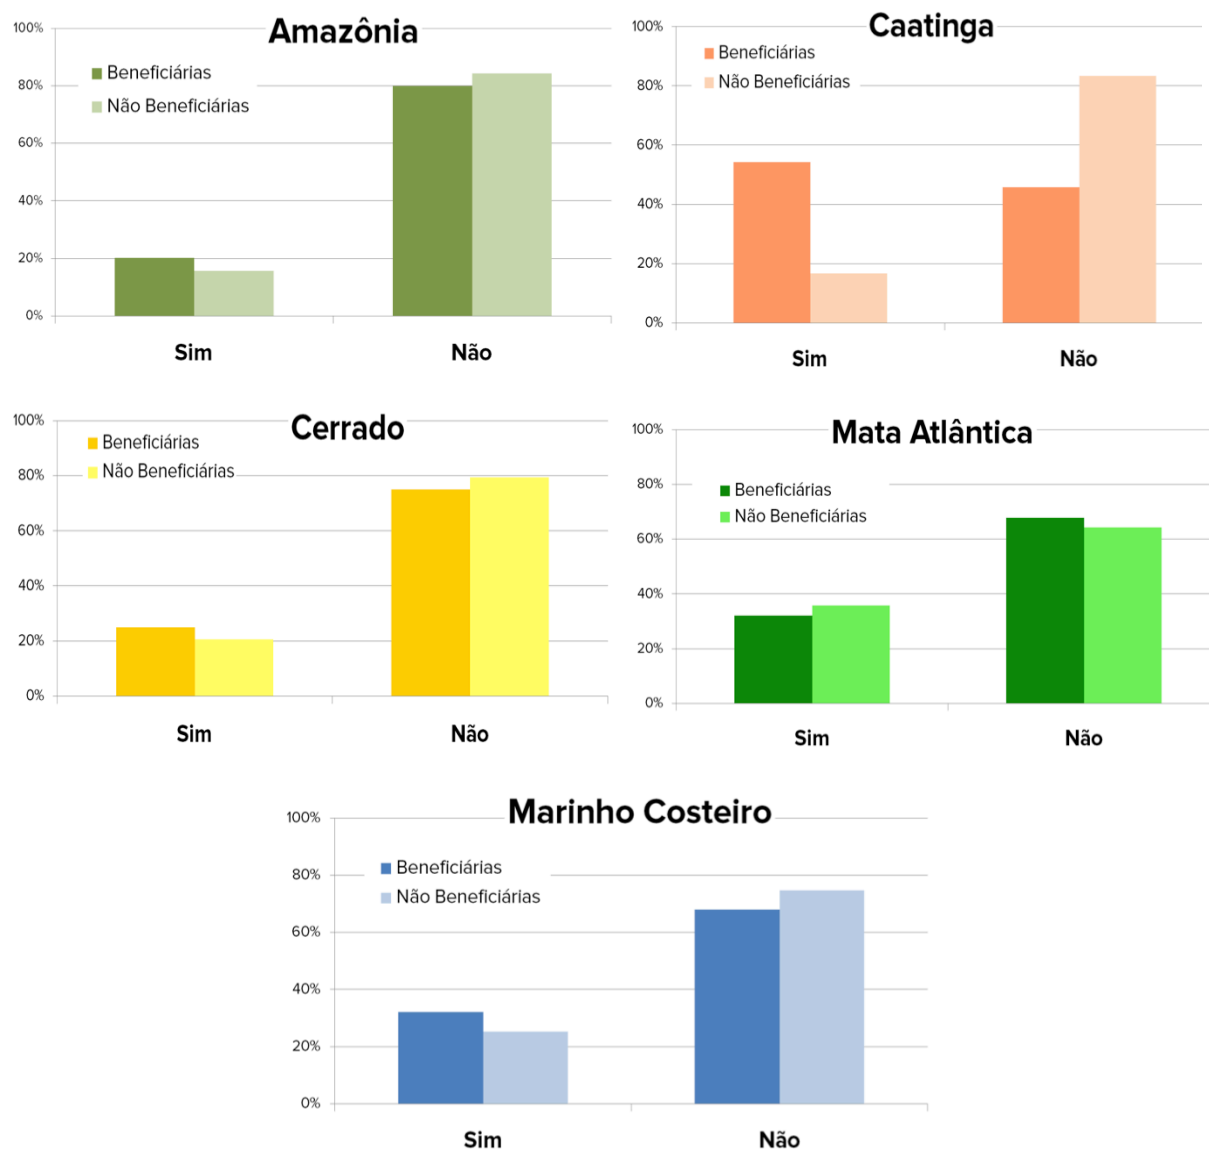 Amazônia
Beneficiárias
Não Beneficiárias
100%
80%
60%
40%
20%
0%
Sim
Não
Caatinga
Beneficiárias
Não Beneficiárias
100%
80%
60%
40%
20%
0%
Sim
Não
Cerrado
Beneficiárias
Não Beneficiárias
100%
80%
60%
40%
20%
0%
Sim
Não
Mata Atlântica
Beneficiárias
Não Beneficiárias
100%
80%
60%
40%
20%
0%
Sim
Não
Marinho Costeiro
Beneficiárias
Não Beneficiárias
100%
80%
60%
40%
20%
0%
Sim
Não